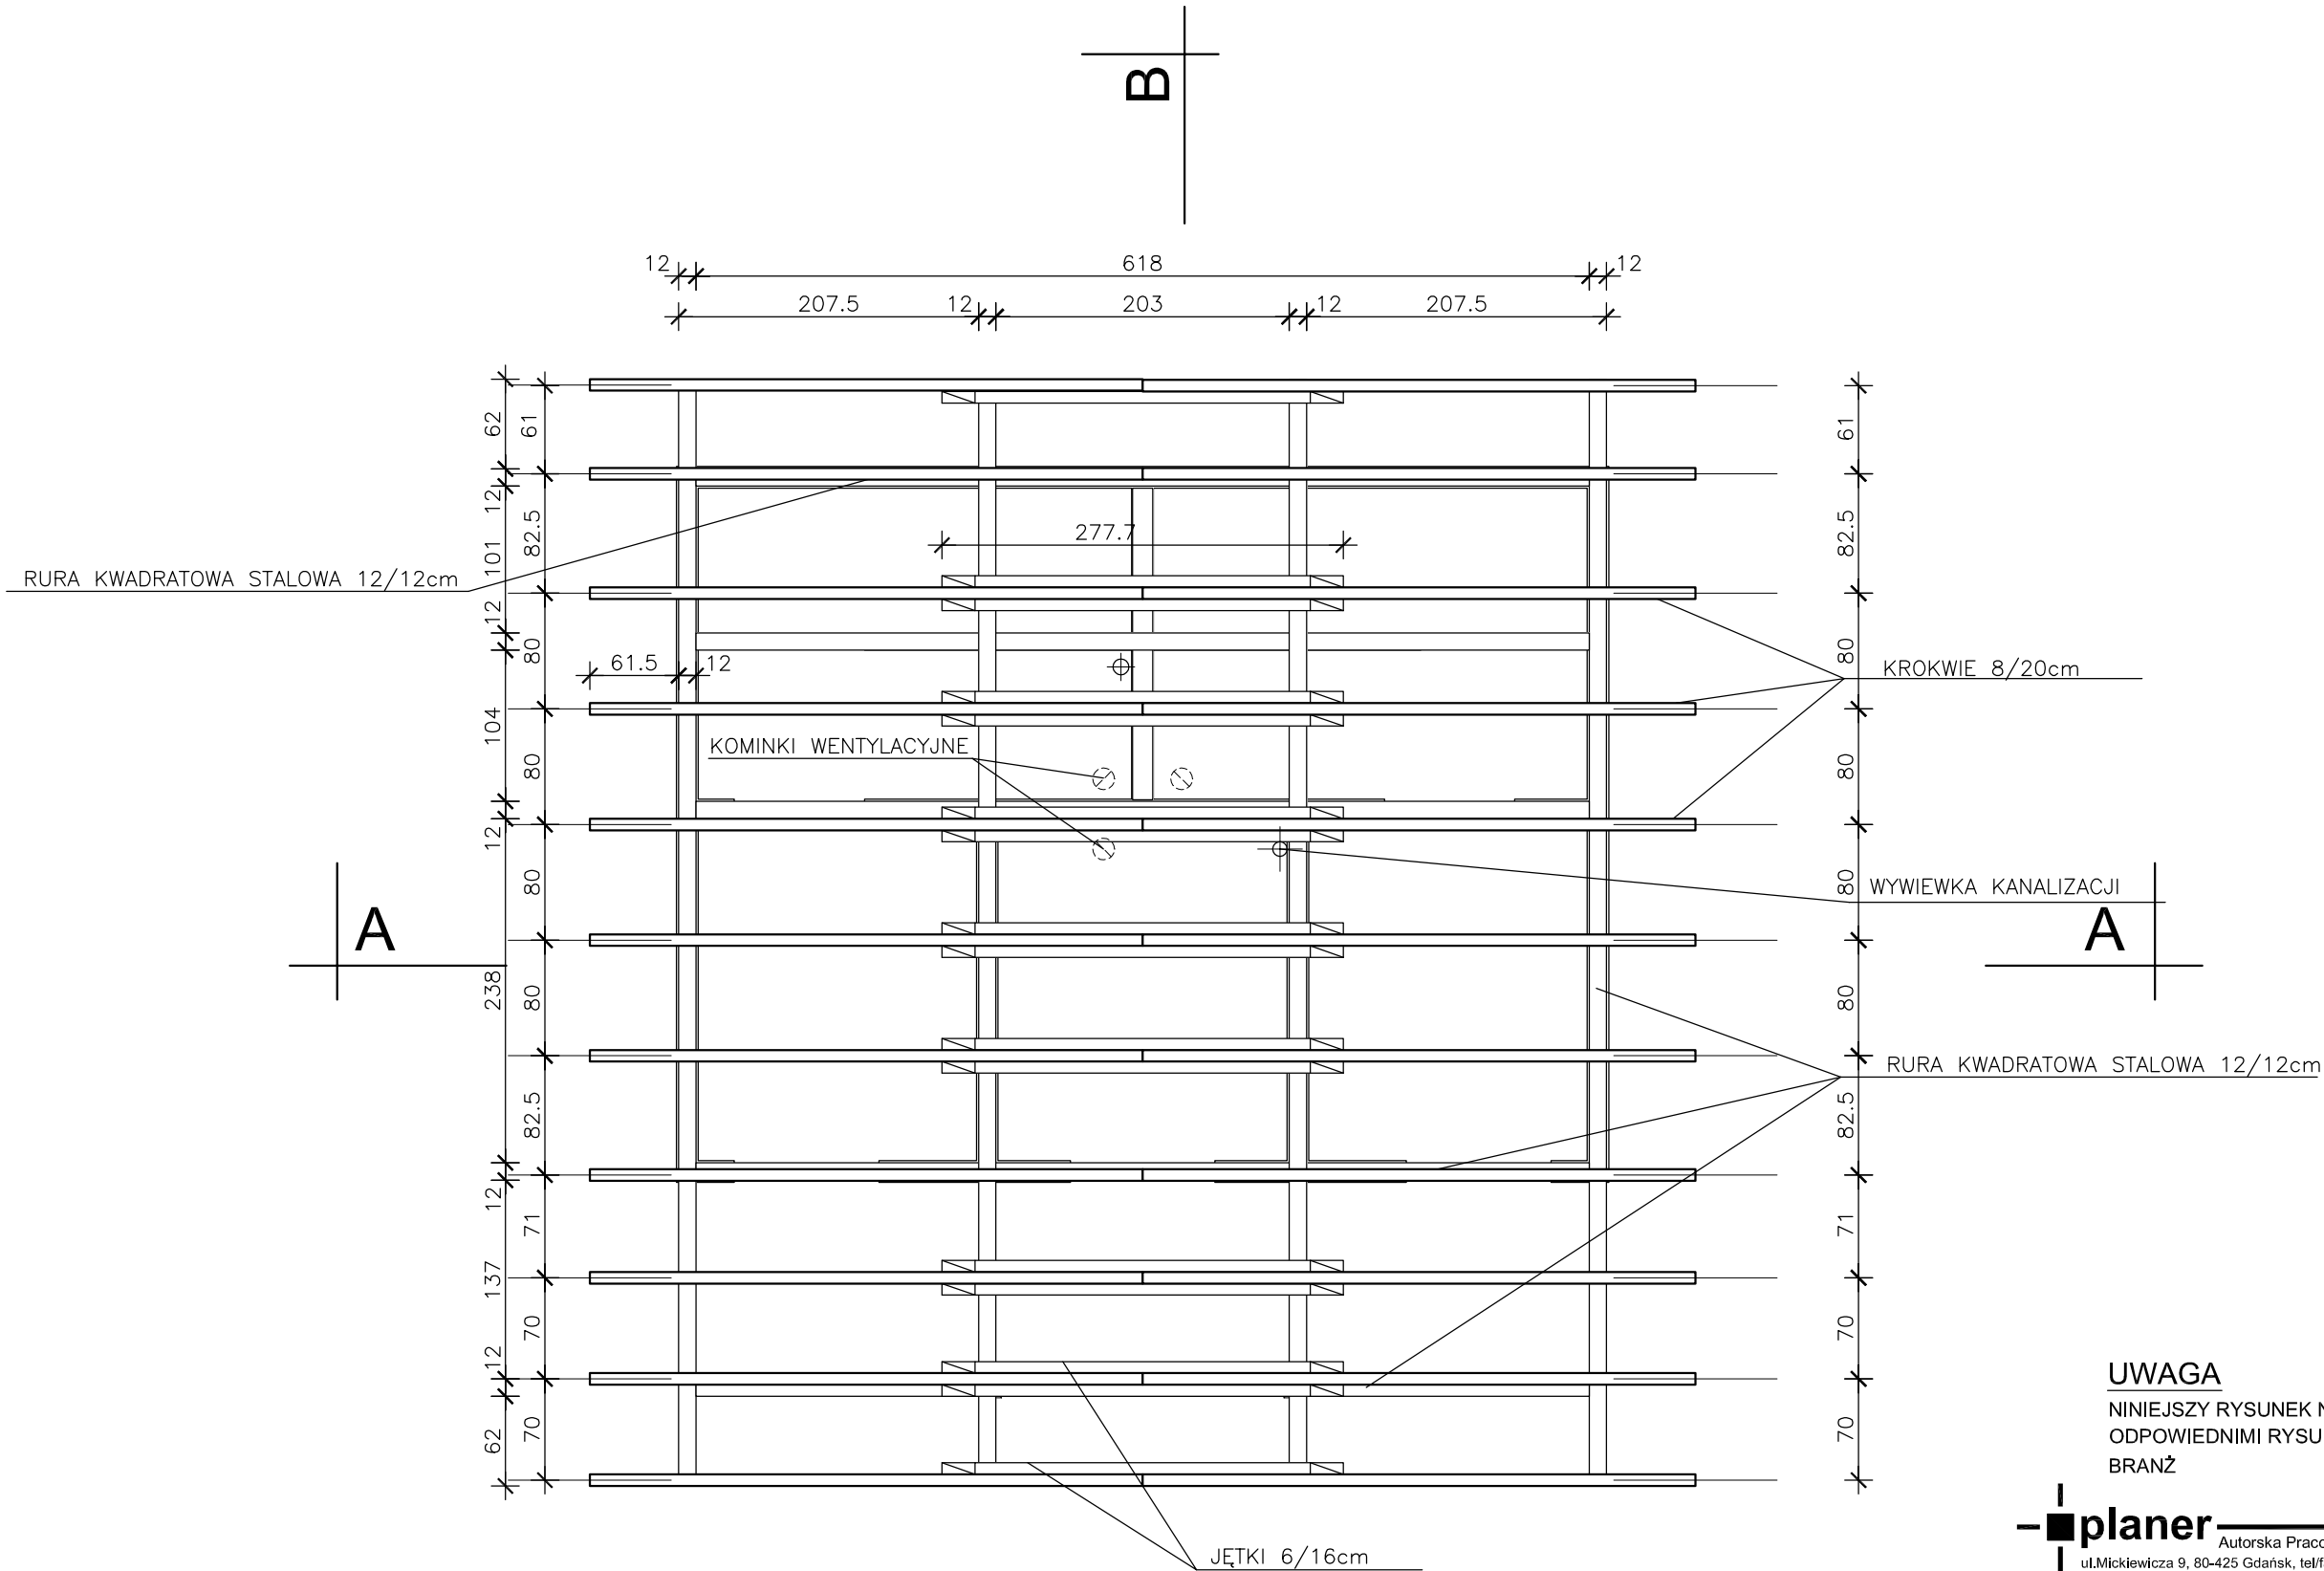 B
12 618 12
207.5 12 203 12 207.5
62 61 61
12 82.5 277.7 82.5
101
RURA KWADRATOWA STALOWA 12/12cm
12
80 61.5 12 80
KROKWIE 8/20cm
104
KOMINKI WENTYLACYJNE
80 80
12
80 80
WYWIEWKA KANALIZACJI
A A
238 80 80
RURA KWADRATOWA STALOWA 12/12cm
82.5 82.5
12
71 71
137
70 70
12
UWAGA
NINIEJSZY RYSUNEK
ODPOWIEDNIMI
BRANŻ
62 70 70
planer
Autorska
ul.Mickiewicza 9, 80-425 Gdańsk,
JĘTKI 6/16cm